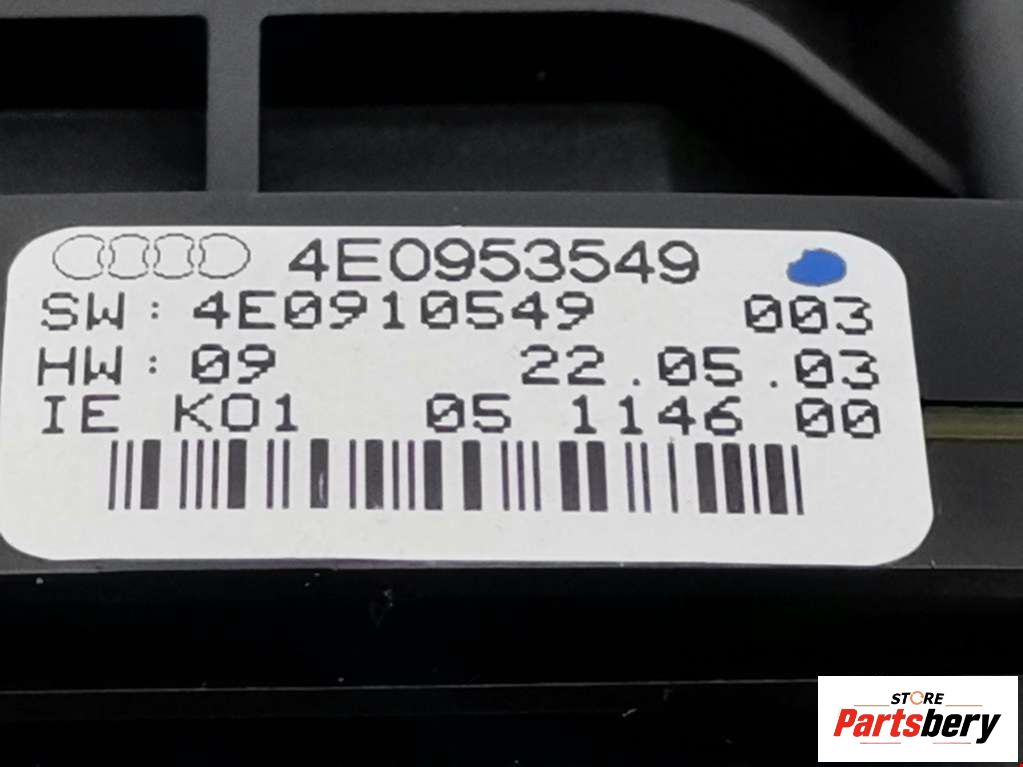 4E0953549
SW: 4E0910549 003
HW: 09 22.05.03
IE K01 05 1146 00
STORE
Partsbery